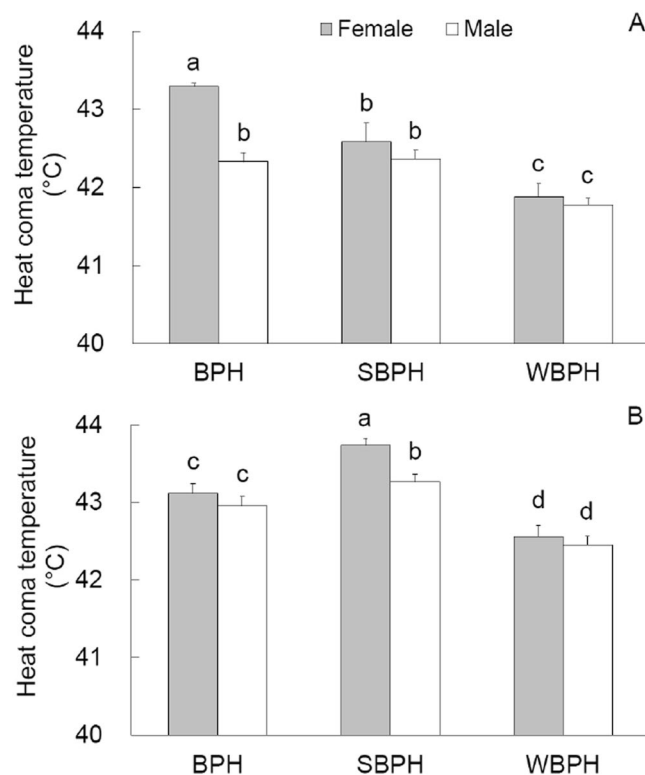 Female Male A
Heat coma temperature
(°C)
44
43
42
41
40
a
b
b
b
c
c
BPH SBPH WBPH
B
Heat coma temperature
(°C)
44
43
42
41
40
c
c
a
b
d
d
BPH SBPH WBPH